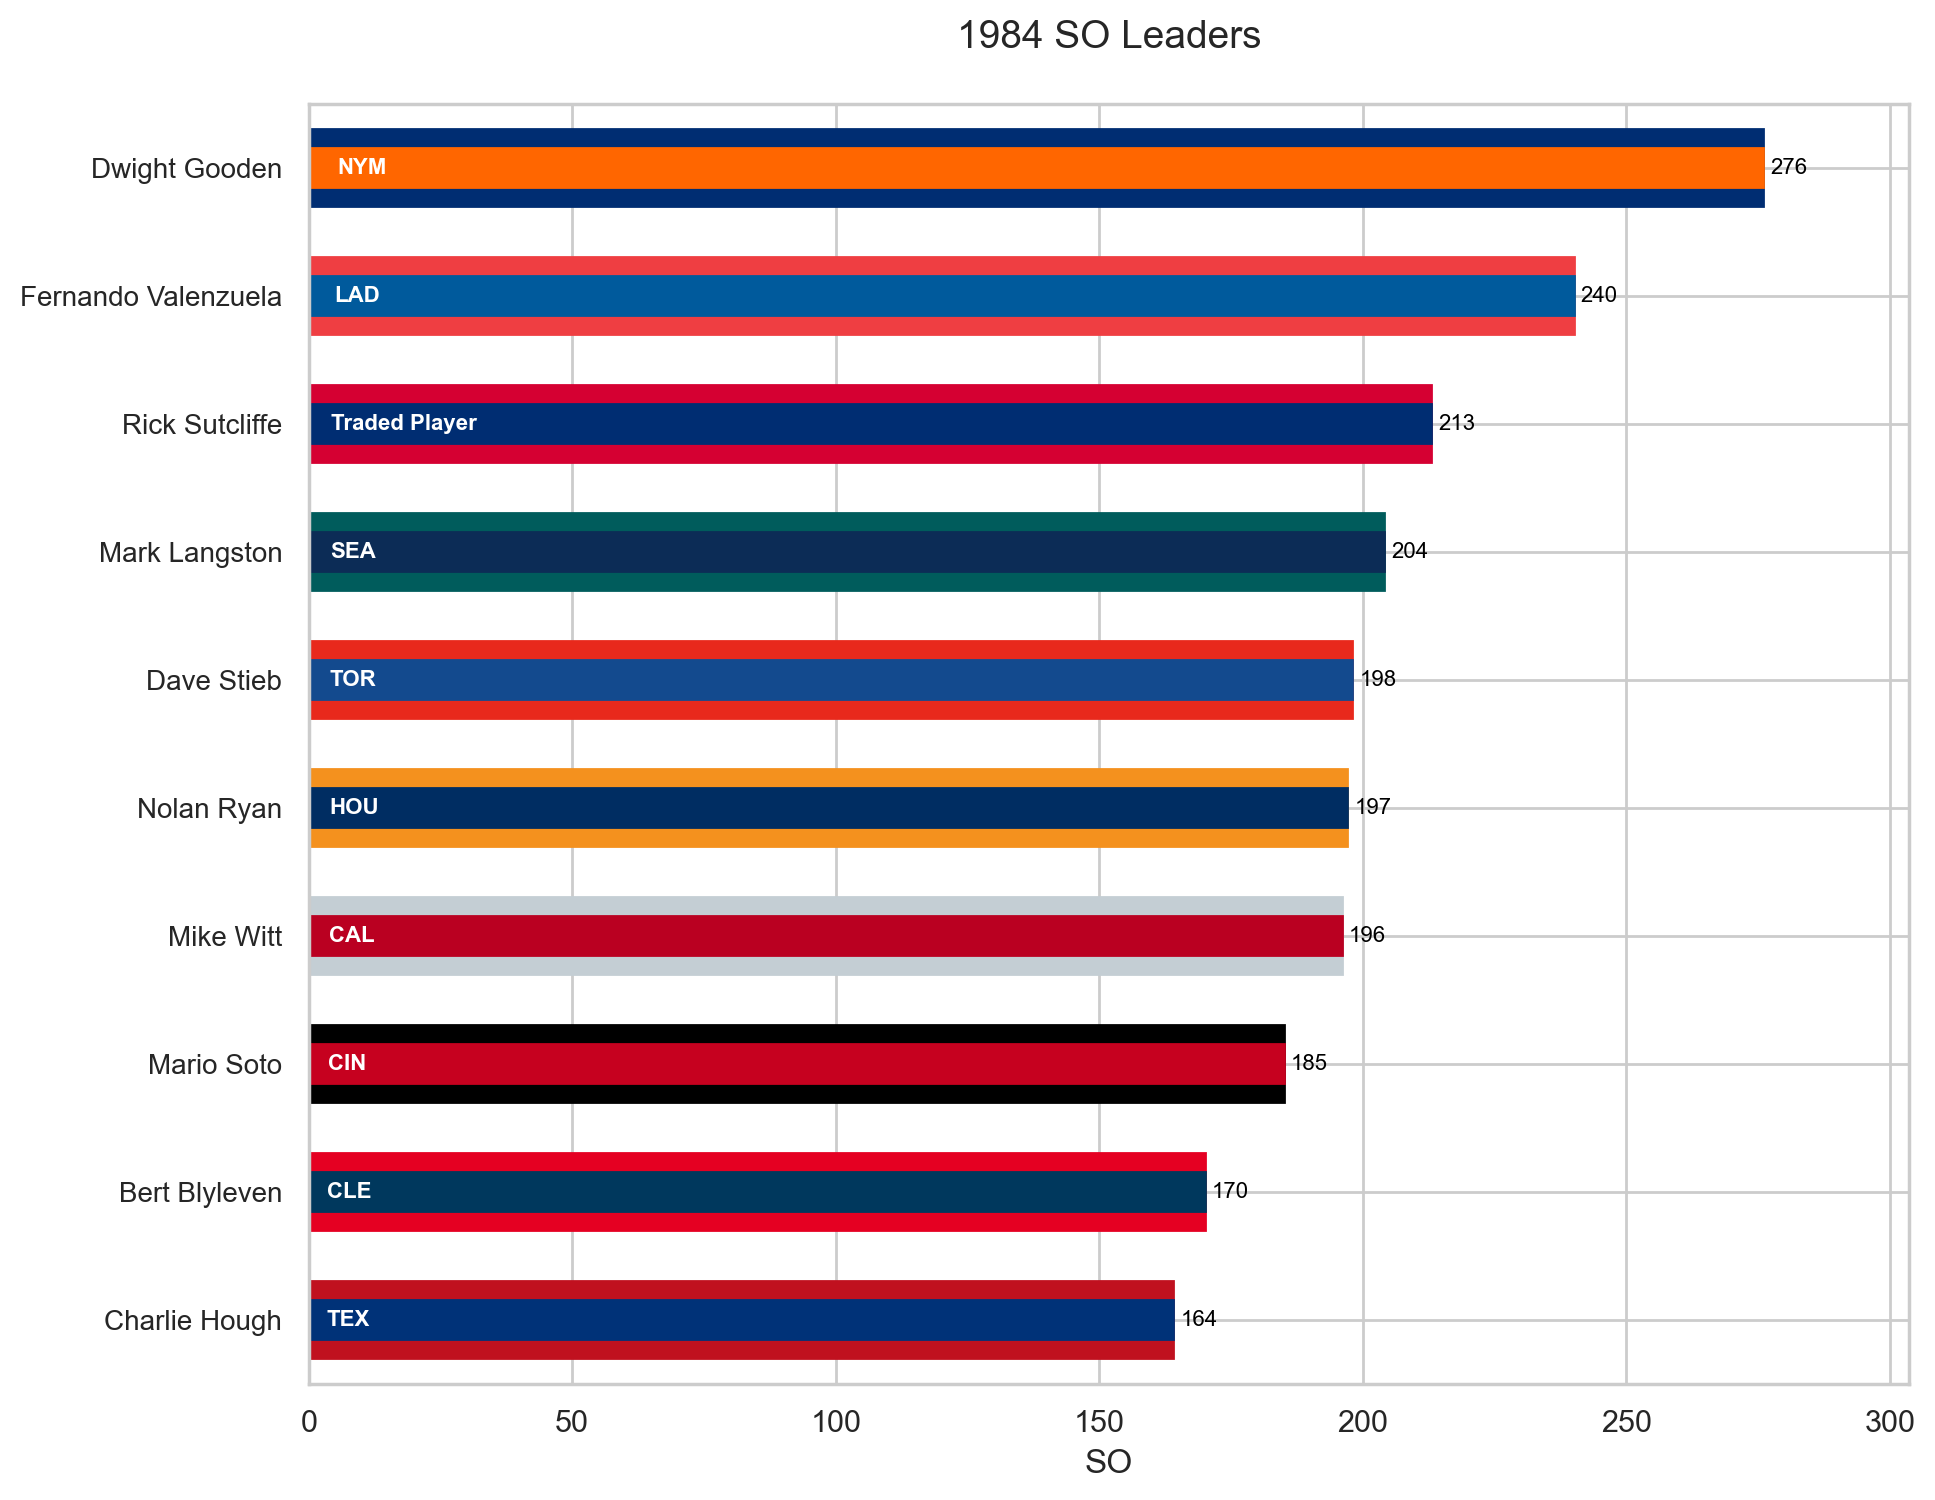 1984 SO Leaders
Dwight Gooden NYM 276
Fernando Valenzuela LAD 240
Rick Sutcliffe Traded Player 213
Mark Langston SEA 204
Dave Stieb TOR 198
Nolan Ryan HOU 197
Mike Witt CAL 196
Mario Soto CIN 185
Bert Blyleven CLE 170
Charlie Hough TEX 164
0 50 100 150 200 250 300
SO